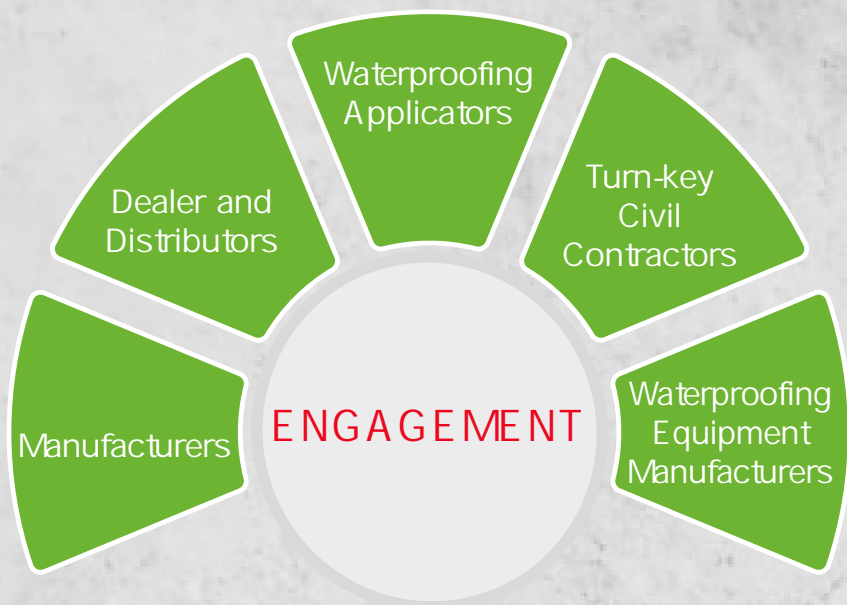 Waterproofing
Applicators
Dealer and
Distributors
Turn-key
Civil
Contractors
Manufacturers
ENGAGEMENT
Waterproofing
Equipment
Manufacturers